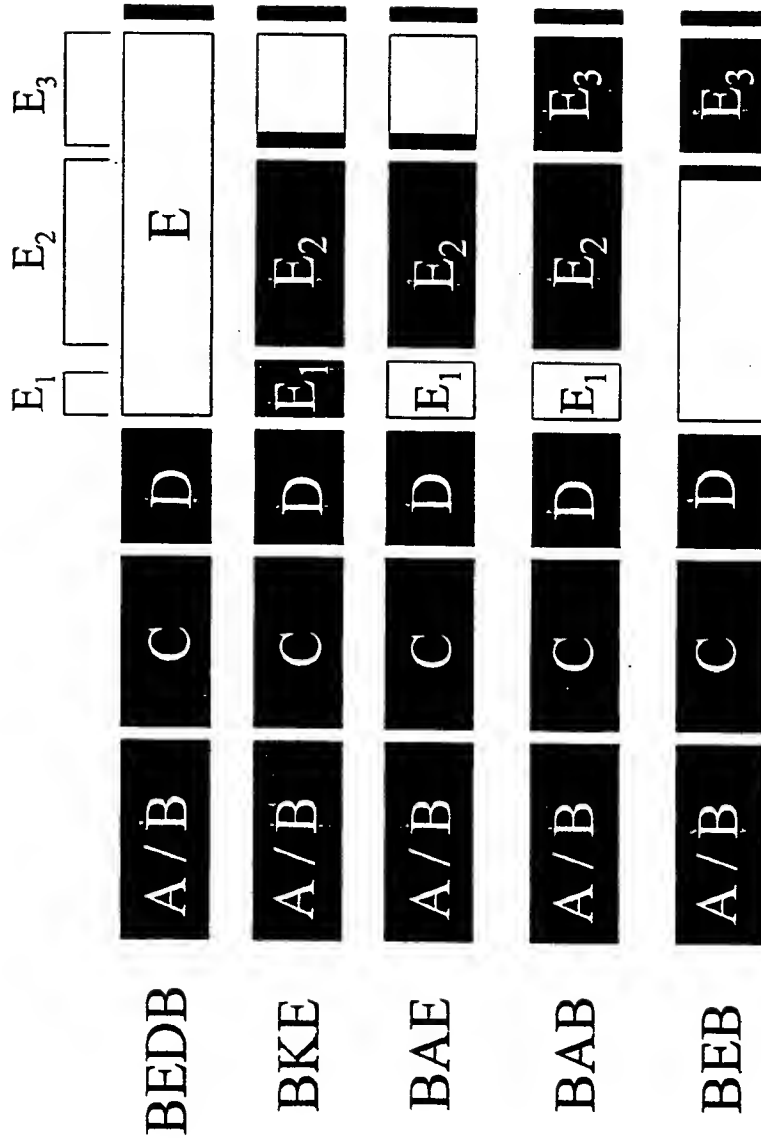 E₁ E₂ E₃
BEDB A / B C D E
BKE A / B C D E₁ E₂
BAE A / B C D E₁ E₂
BAB A / B C D E₁ E₂ E₃
BEB A / B C D E₃